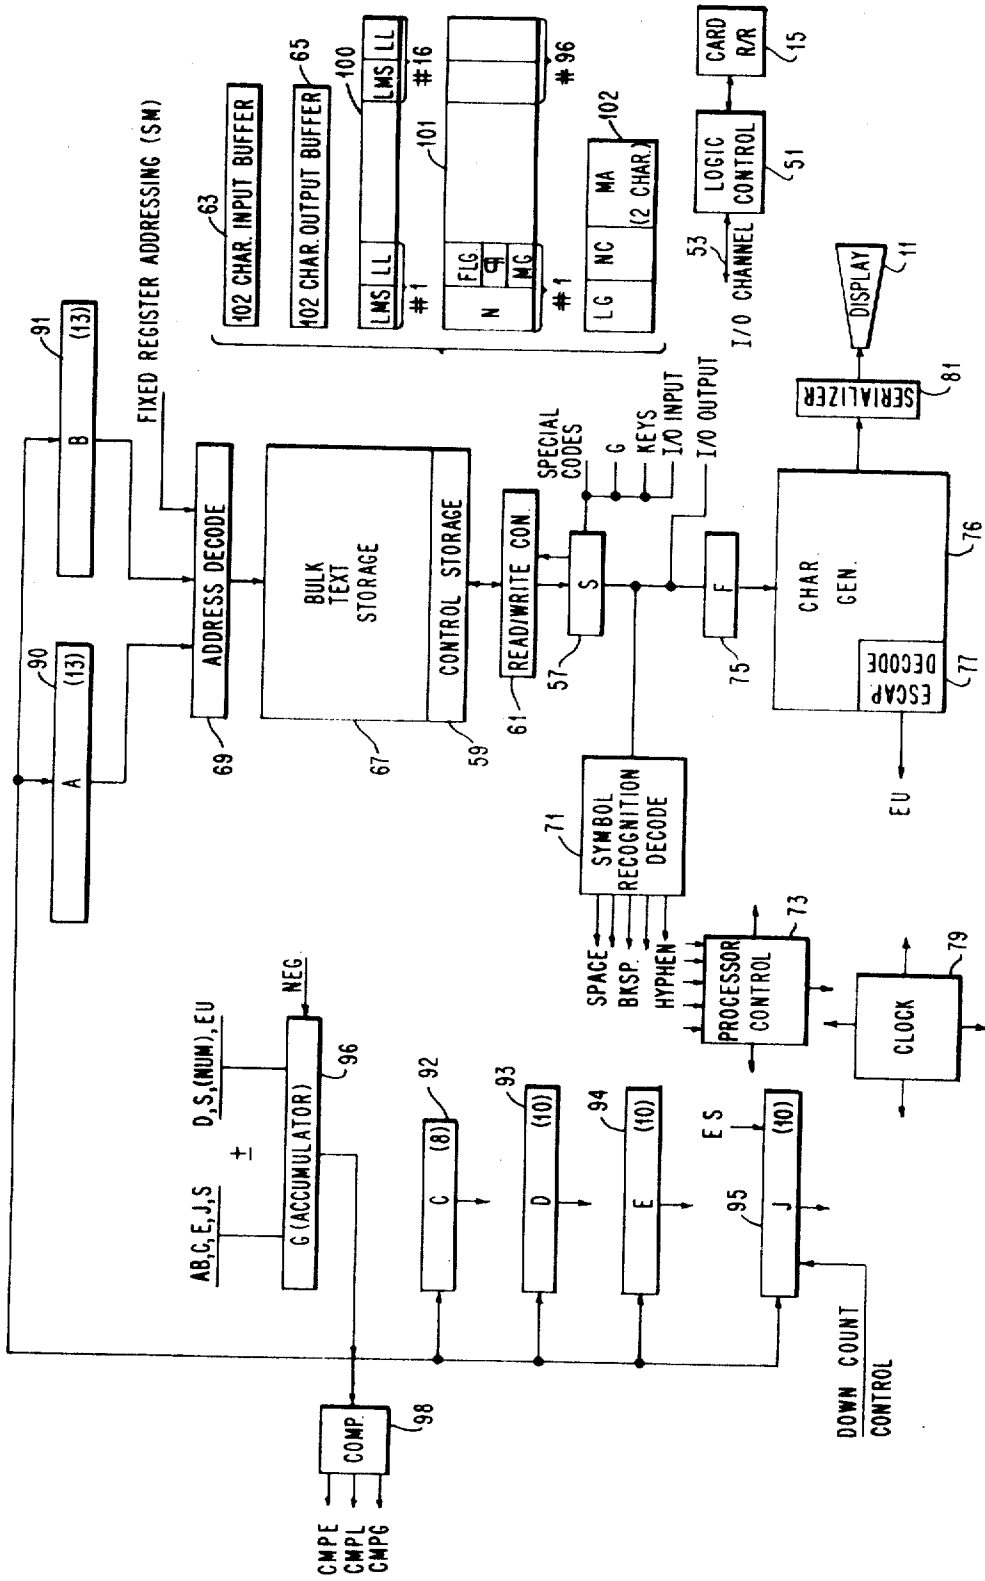 FIXED REGISTER ADDRESSING (SM)
91
B (13)
90
A (13)
ADDRESS DECODE
69
BULK
TEXT
STORAGE
67
CONTROL STORAGE
59
READ/WRITE CON.
61
S
57
SPECIAL
CODES
G
KEYS
I/O INPUT
I/O OUTPUT
F
75
CHAR
GEN.
76
ESCAP
DECODE
77
EU
SERIALIZER
81
DISPLAY
11
63
102 CHAR. INPUT BUFFER
102 CHAR. OUTPUT BUFFER
65
LMS LL
#1
LMS LL
#16
100
N
FLG
MG
#1
101
#96
LG
NC
MA
(2 CHAR.)
102
53
I/O CHANNEL
LOGIC
CONTROL
51
CARD
R/R
15
71
SYMBOL
RECOGNITION
DECODE
SPACE
BKSP.
HYPHEN
PROCESSOR
CONTROL
73
CLOCK
79
AB,C,E,J,S
±
D,S,(NUM),EU
NEG
G (ACCUMULATOR)
96
COMP.
98
CMPE
CMPL
CMPG
92
C (8)
93
D (10)
94
E (10)
ES
95
J (10)
DOWN COUNT
CONTROL